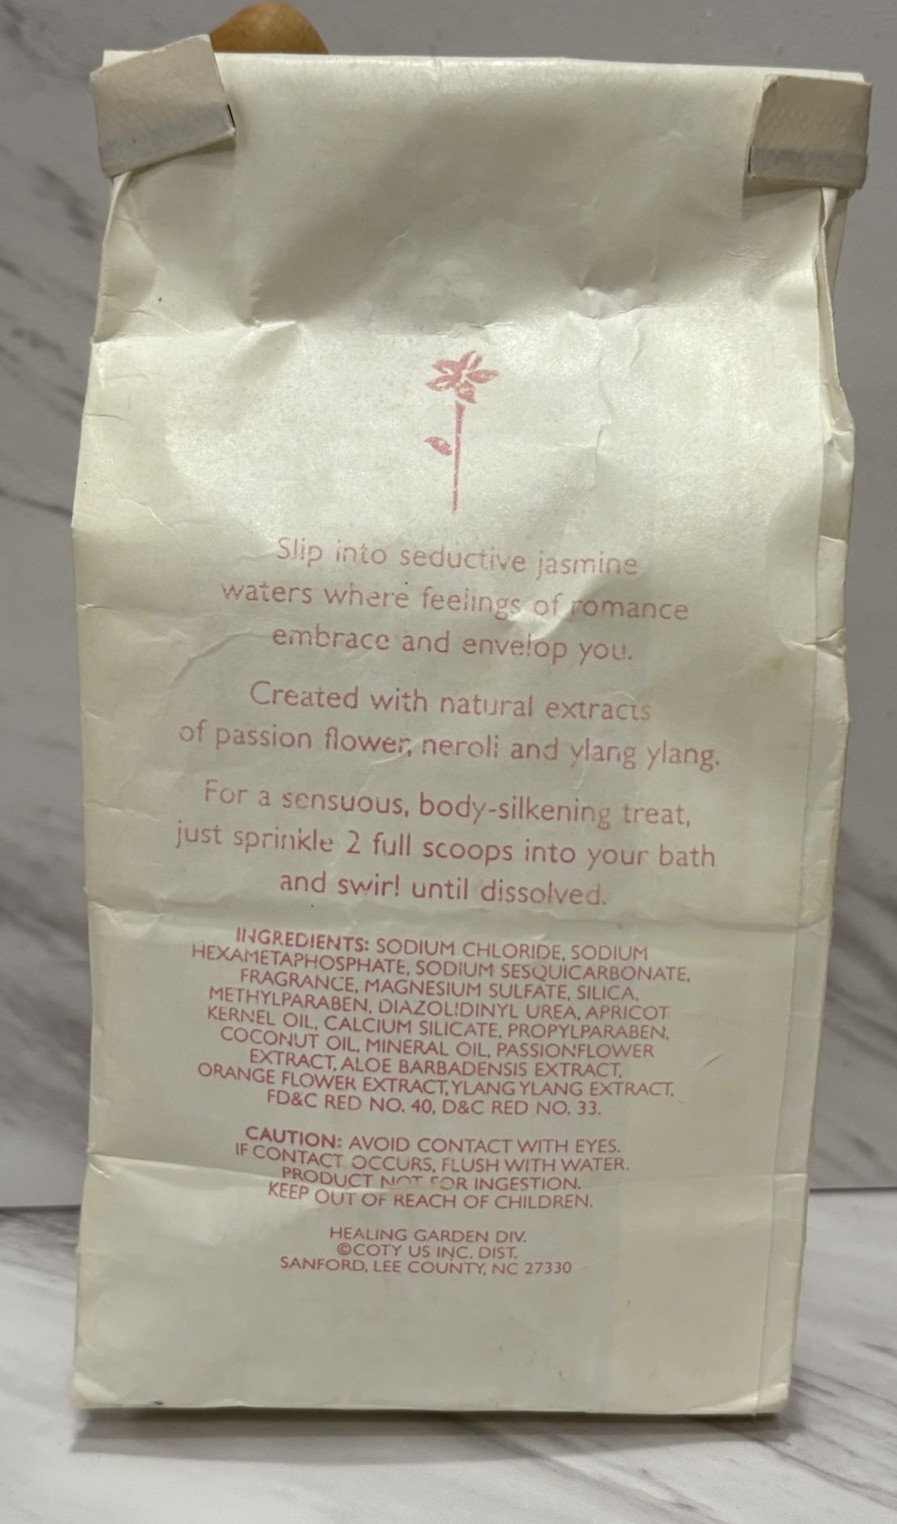 Slip into seductive jasmine
waters where feelings of romance
embrace and envelop you.
Created with natural extracts
of passion flower, neroli and ylang ylang.
For a sensuous, body-silkening treat,
just sprinkle 2 full scoops into your bath
and swirl until dissolved.
INGREDIENTS: SODIUM CHLORIDE, SODIUM
HEXAMETAPHOSPHATE, SODIUM SESQUICARBONATE,
FRAGRANCE, MAGNESIUM SULFATE, SILICA,
METHYLPARABEN, DIAZOLIDINYL UREA, APRICOT
KERNEL OIL, CALCIUM SILICATE, PROPYLPARABEN,
COCONUT OIL, MINERAL OIL, PASSIONFLOWER
EXTRACT, ALOE BARBADENSIS EXTRACT,
ORANGE FLOWER EXTRACT, YLANG YLANG EXTRACT,
FD&C RED NO. 40, D&C RED NO. 33.
CAUTION: AVOID CONTACT WITH EYES.
IF CONTACT OCCURS, FLUSH WITH WATER.
PRODUCT NOT FOR INGESTION.
KEEP OUT OF REACH OF CHILDREN.
HEALING GARDEN DIV.
©COTY US INC. DIST.
SANFORD, LEE COUNTY, NC 27330